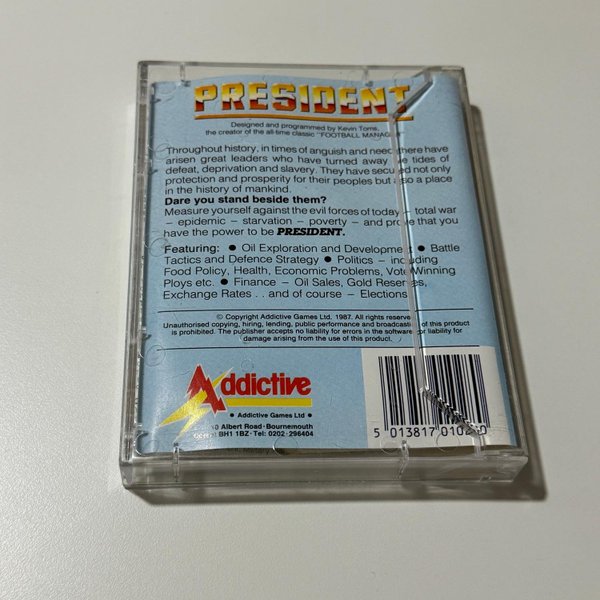 PRESIDENT
Designed and programmed by Kevin Toms,
the creator of the all-time classic "FOOTBALL MANAGER"
Throughout history, in times of anguish and need, there have
arisen great leaders who have turned away the tides of
defeat, deprivation and slavery. They have secured not only
protection and prosperity for their peoples but also a place
in the history of mankind.
Dare you stand beside them?
Measure yourself against the evil forces of today – total war
– epidemic – starvation – poverty – and prove that you
have the power to be PRESIDENT.
Featuring: ● Oil Exploration and Development ● Battle
Tactics and Defence Strategy ● Politics – including
Food Policy, Health, Economic Problems, Vote Winning
Ploys etc. ● Finance – Oil Sales, Gold Reserves,
Exchange Rates . . and of course – Elections
© Copyright Addictive Games Ltd. 1987. All rights reserved
Unauthorised copying, hiring, lending, public performance and broadcasting of this product
is prohibited. The publisher accepts no liability for errors in the software or liability for
damage arising from the use of this product.
Addictive
● Addictive Games Ltd ●
Albert Road · Bournemouth
BH1 1BZ · Tel: 0202 · 296404
5 013817 010